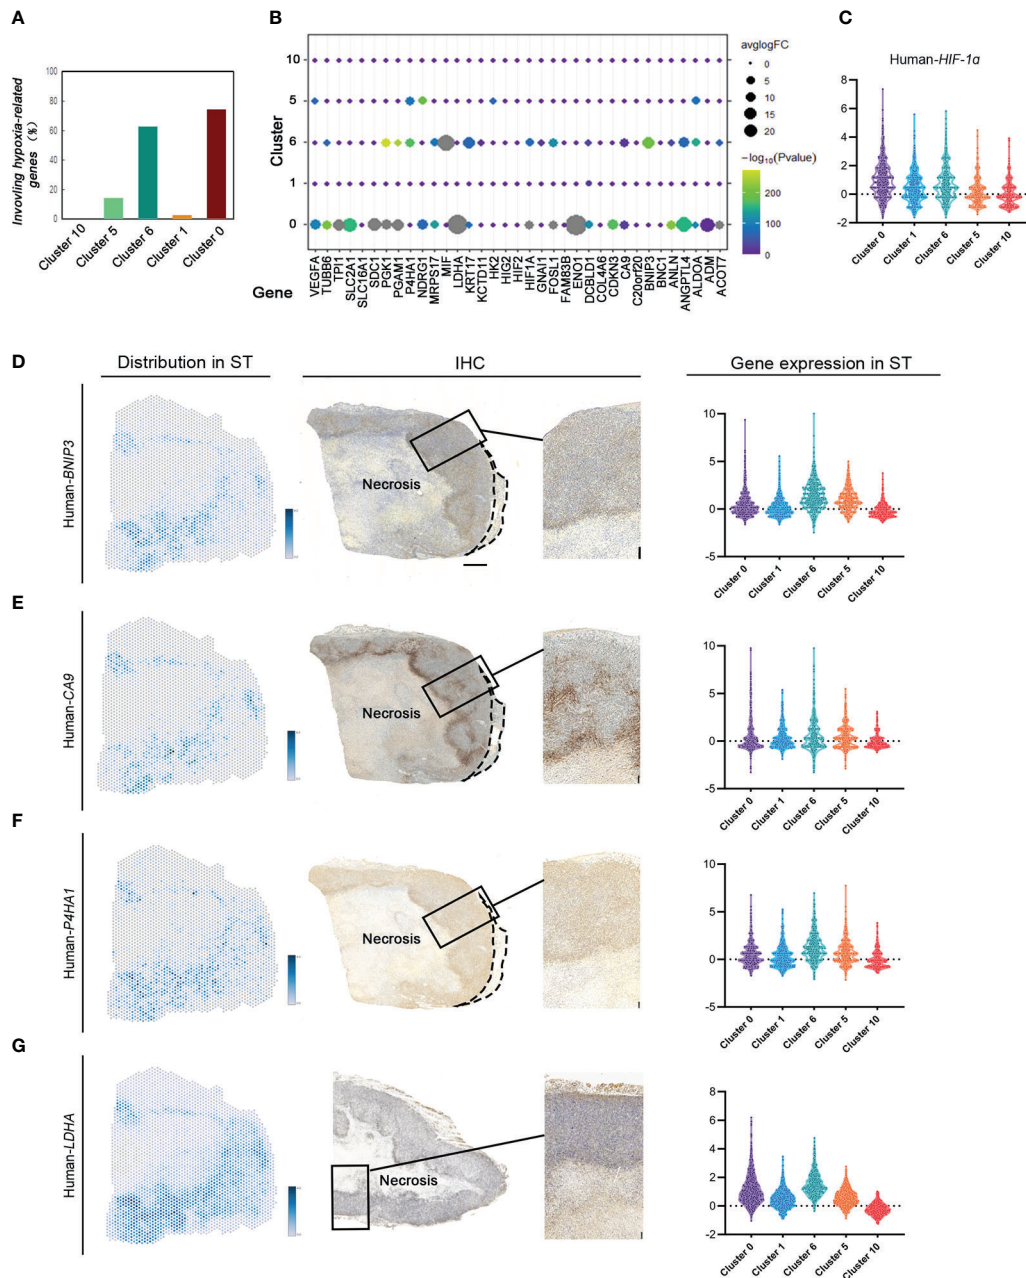 A
Invouling hypoxia-related
genes (%)
100
80
60
40
20
0
Cluster 10
Cluster 5
Cluster 6
Cluster 1
Cluster 0
B
Cluster
10
5
6
1
0
Gene
VEGFA
TUBB6
TPI1
SLC2A1
SLC16A1
SDC1
PGK1
PGAM1
P4HA1
NDRG1
MRPS17
MIF
LDHA
KRT17
KCTD11
HK2
HIG2
HIF2
HIF1A
GNAI1
FOSL1
FAM83B
ENO1
DCBLD1
COL4A6
CDKN3
CA9
C20orf20
BNIP3
BNC1
ANLN
ANGPTL4
ALDOA
ADM
ACOT7
avglogFC
0
5
10
15
20
−log10(Pvalue)
200
100
0
C
Human-HIF-1α
8
6
4
2
0
-2
Cluster 0
Cluster 1
Cluster 6
Cluster 5
Cluster 10
Distribution in ST
IHC
Gene expression in ST
D
Human-BNIP3
Necrosis
10
5
0
-5
Cluster 0
Cluster 1
Cluster 6
Cluster 5
Cluster 10
E
Human-CA9
Necrosis
10
5
0
-5
Cluster 0
Cluster 1
Cluster 6
Cluster 5
Cluster 10
F
Human-P4HA1
Necrosis
10
5
0
-5
Cluster 0
Cluster 1
Cluster 6
Cluster 5
Cluster 10
G
Human-LDHA
Necrosis
8
6
4
2
0
2
Cluster 0
Cluster 1
Cluster 6
Cluster 5
Cluster 10